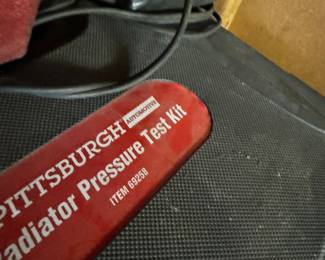 PITTSBURGH
AUTOMOTIVE
Radiator Pressure Test Kit
ITEM 69258